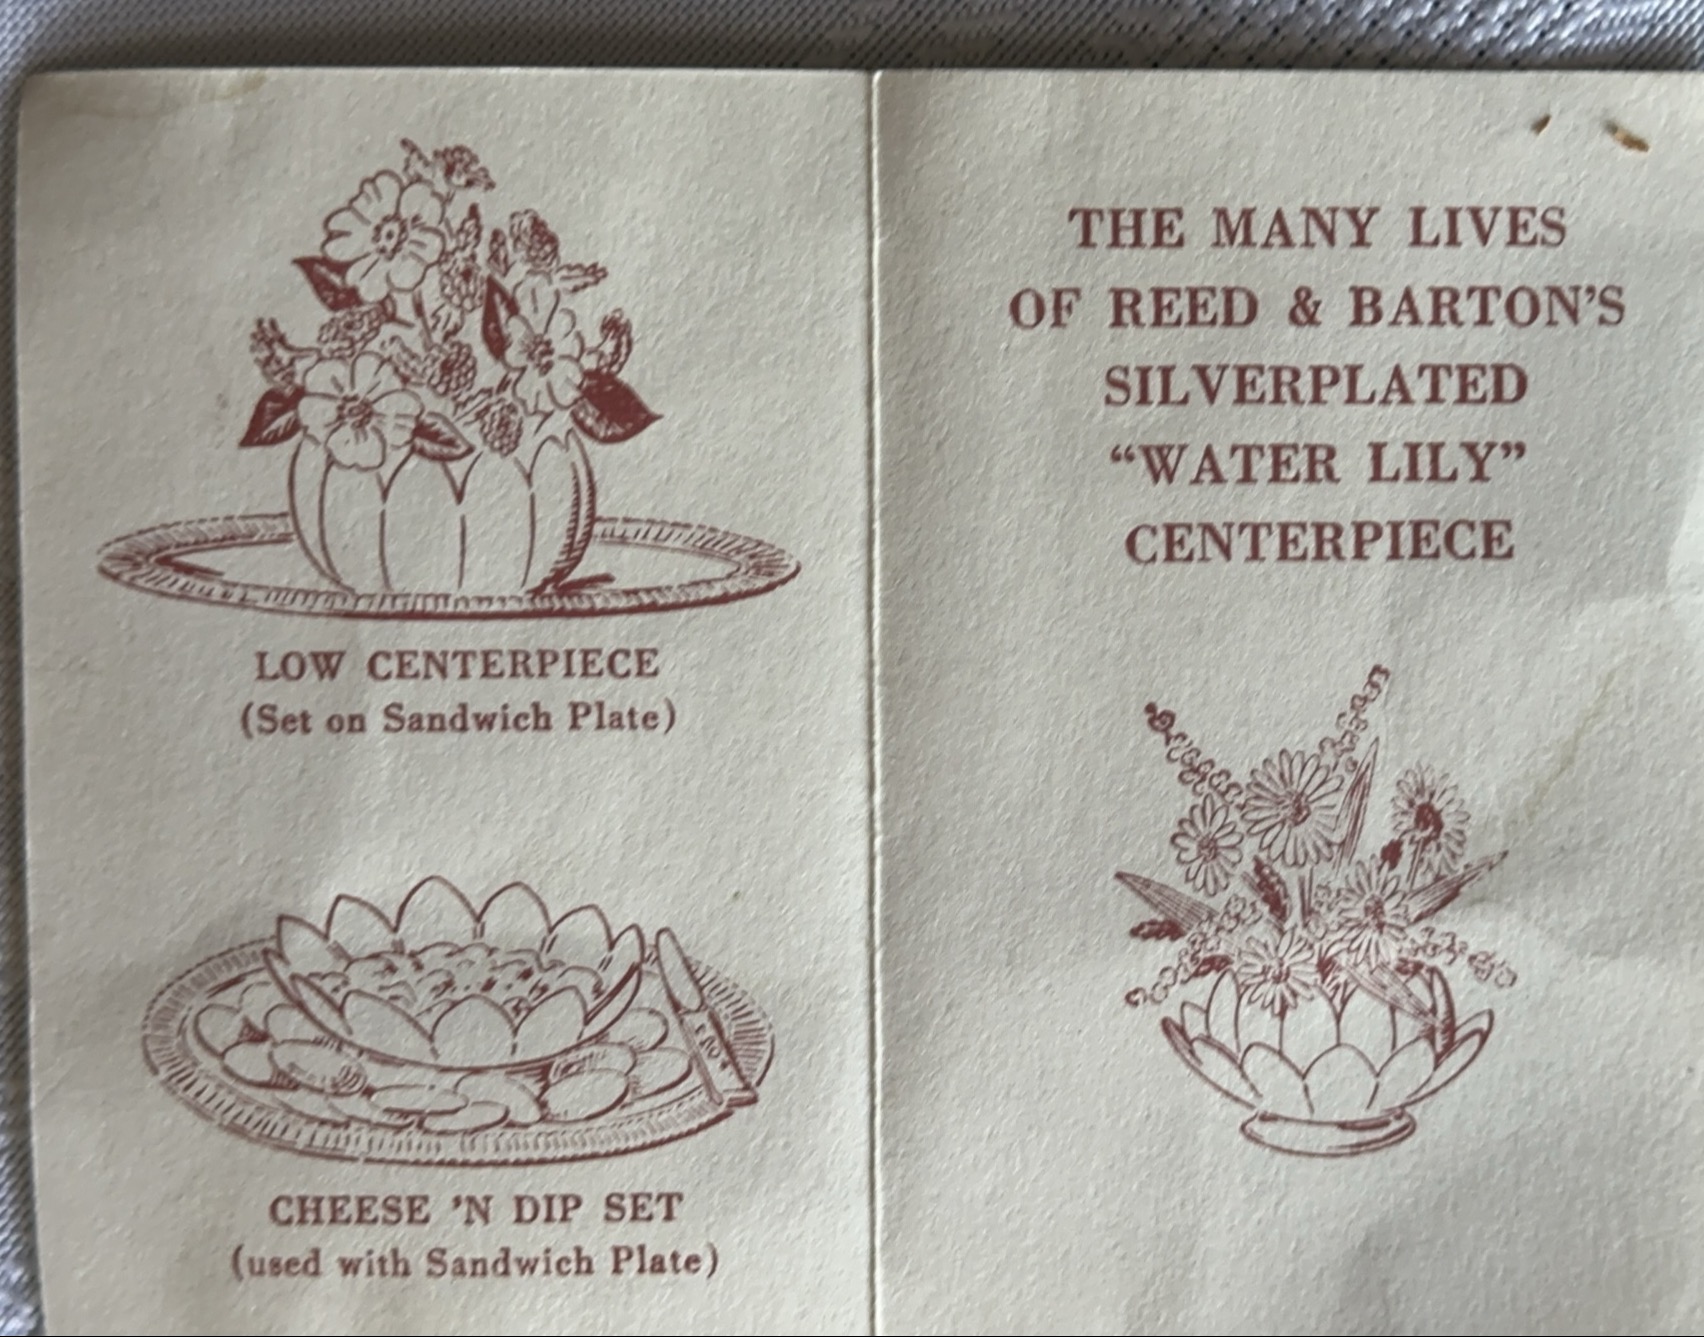 LOW CENTERPIECE
(Set on Sandwich Plate)
CHEESE 'N DIP SET
(used with Sandwich Plate)
THE MANY LIVES
OF REED & BARTON'S
SILVERPLATED
“WATER LILY”
CENTERPIECE